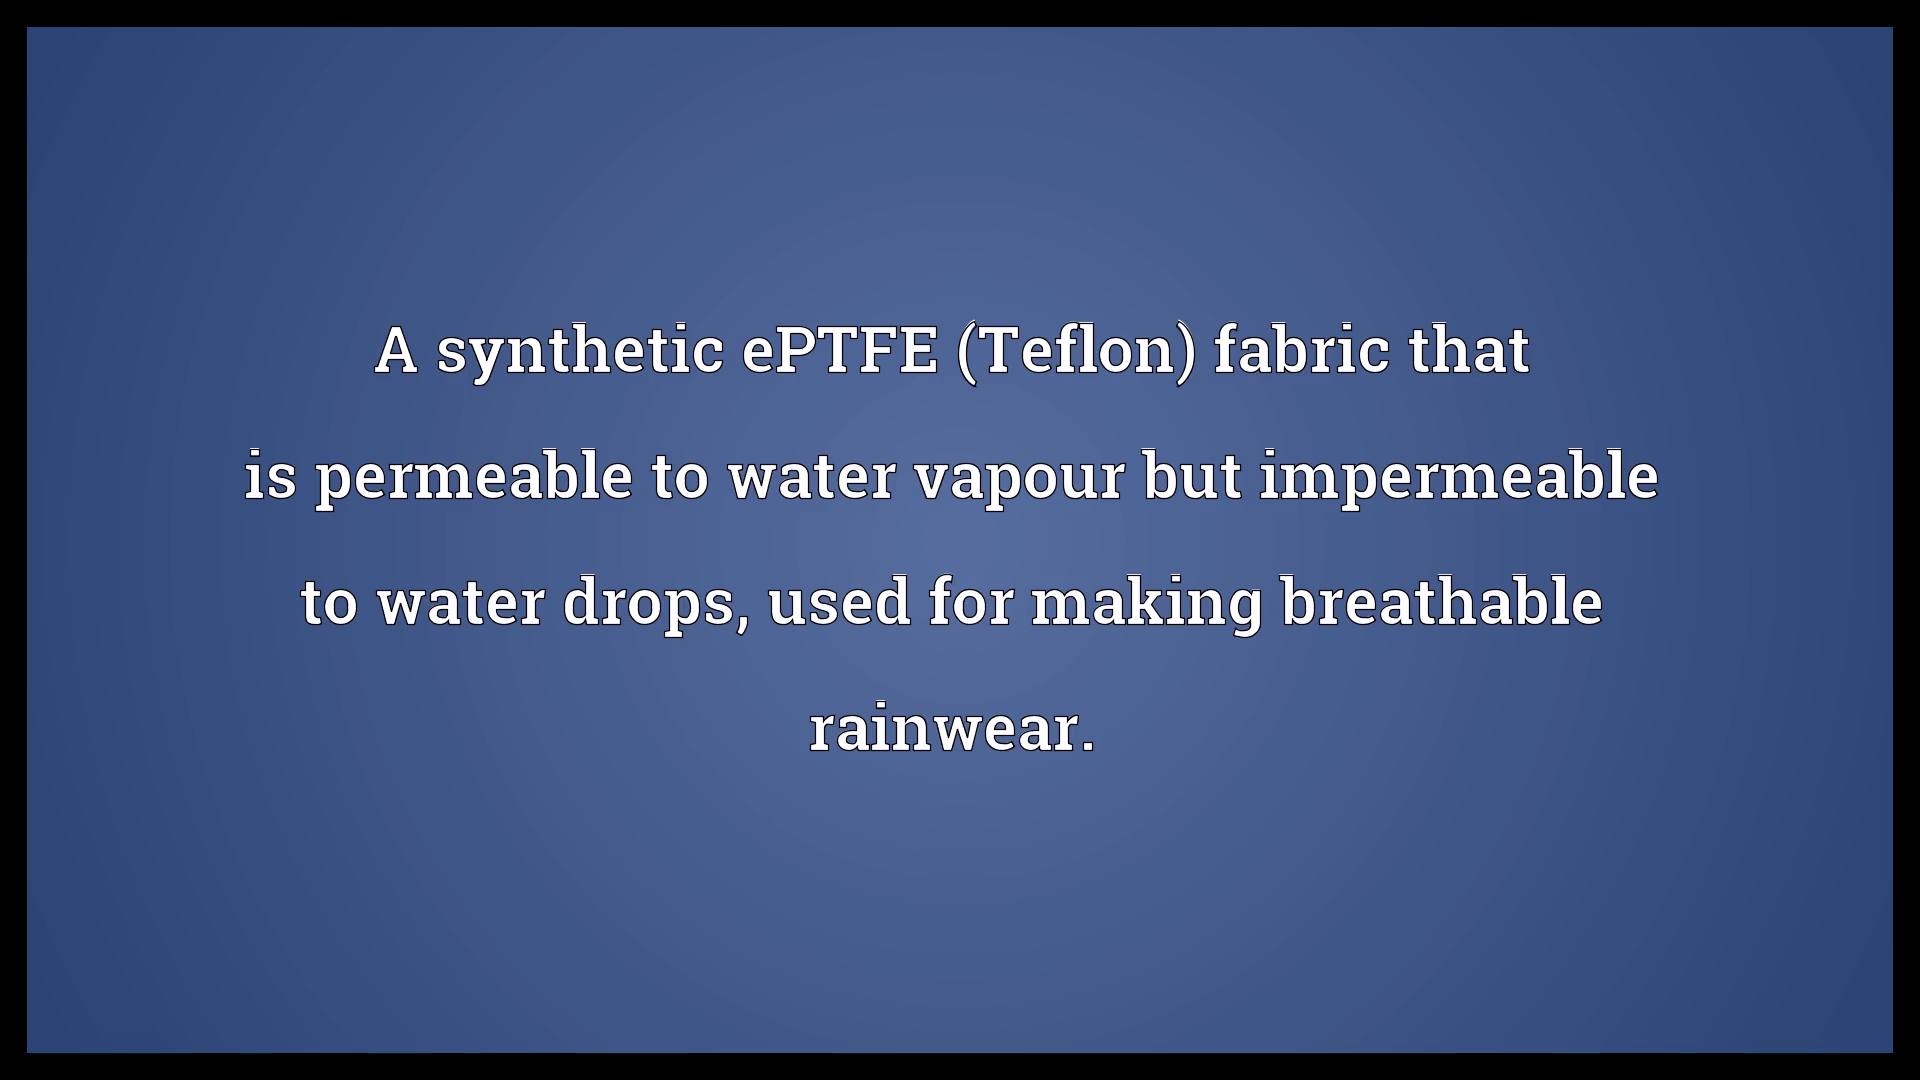 A synthetic ePTFE (Teflon) fabric that
is permeable to water vapour but impermeable
to water drops, used for making breathable
rainwear.